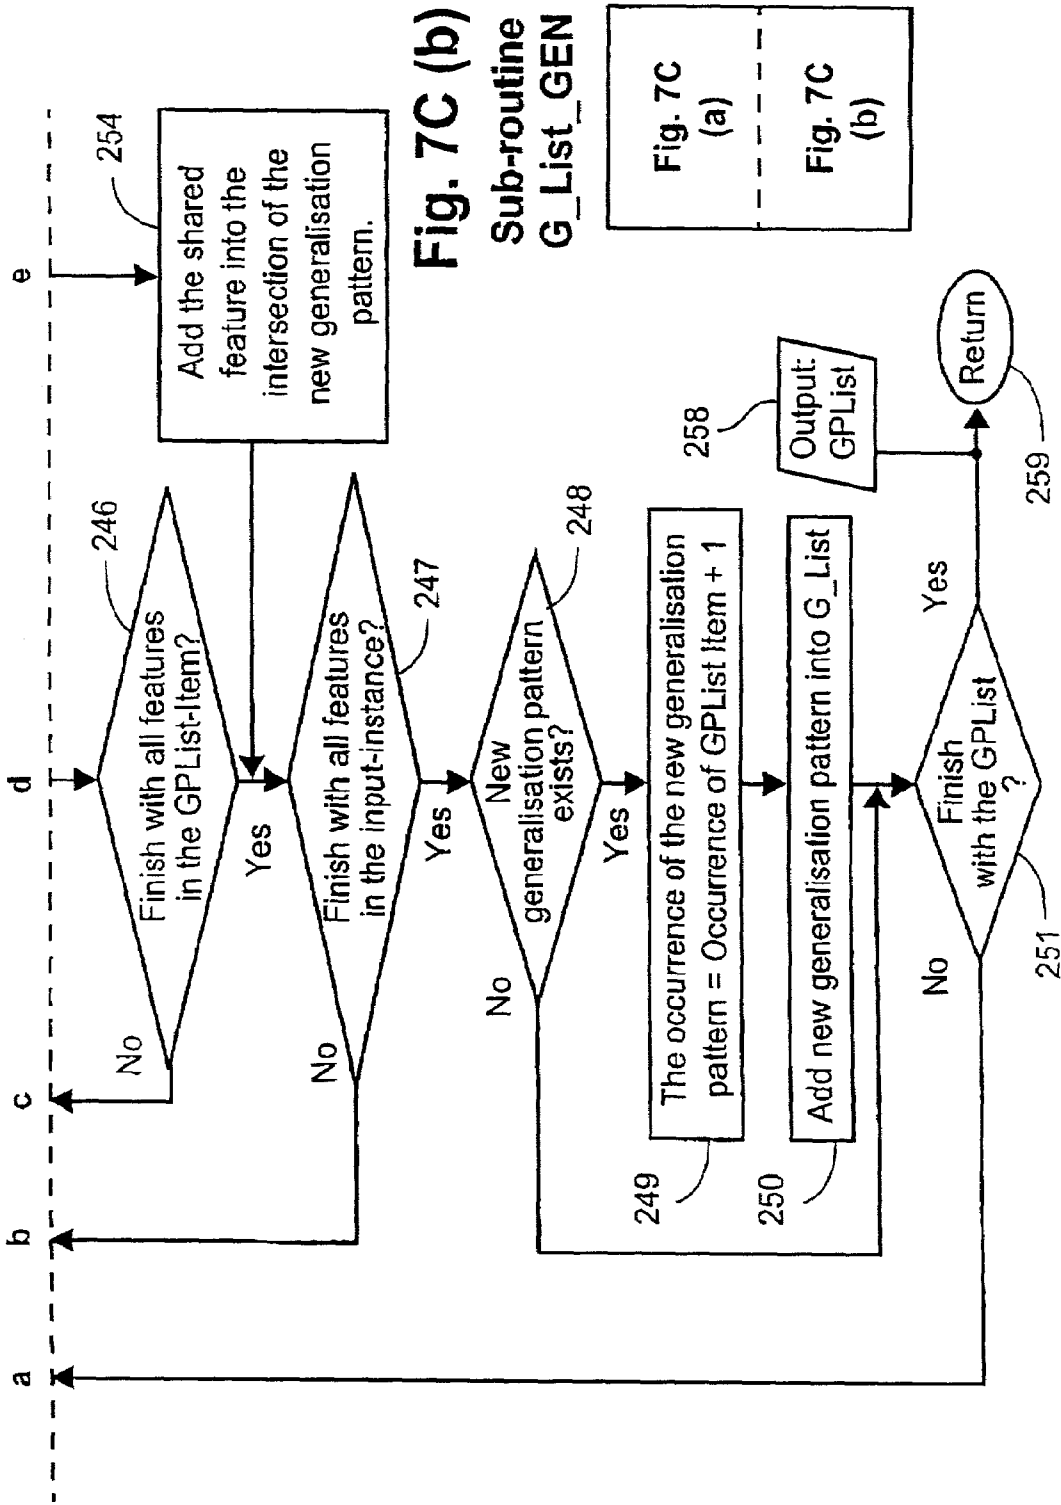 a
b
c
d
e
Finish with all features
in the GPList-Item?
246
No
Yes
254
Add the shared
feature into the
intersection of the
new generalisation
pattern.
Finish with all features
in the input-instance?
247
No
Yes
New
generalisation pattern
exists?
248
No
Yes
249
The occurrence of the new generalisation
pattern = Occurrence of GPList Item + 1
250
Add new generalisation pattern into G_List
Finish
with the GPList
?
251
No
Yes
258
Output:
GPList
Return
259
Fig. 7C (b)
Sub-routine
G_List_GEN
Fig. 7C
(a)
Fig. 7C
(b)